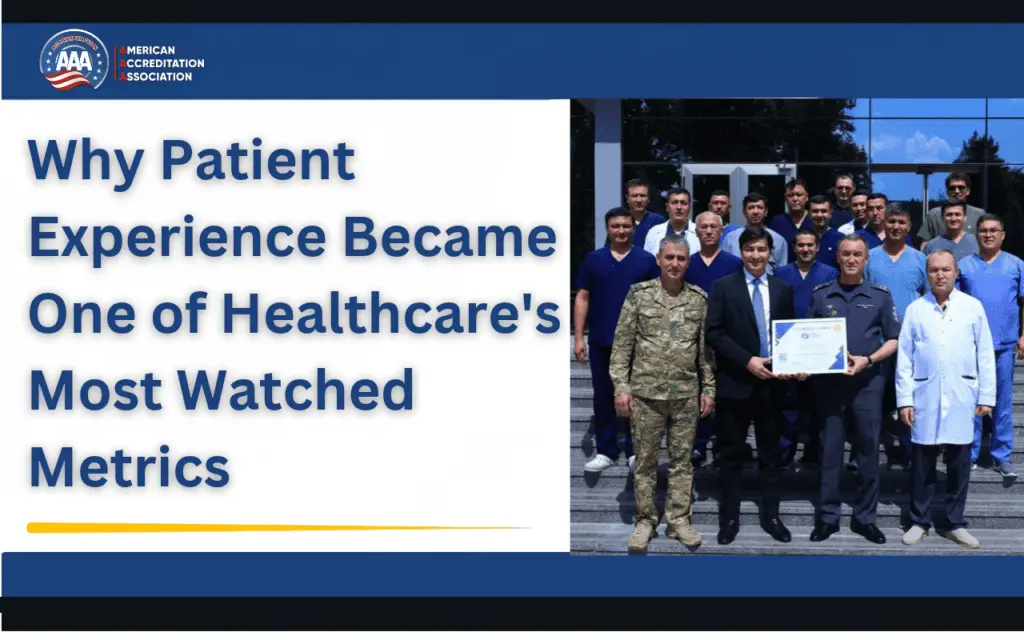 AAA
AMERICAN
ACCREDITATION
ASSOCIATION
Why Patient
Experience Became
One of Healthcare's
Most Watched
Metrics